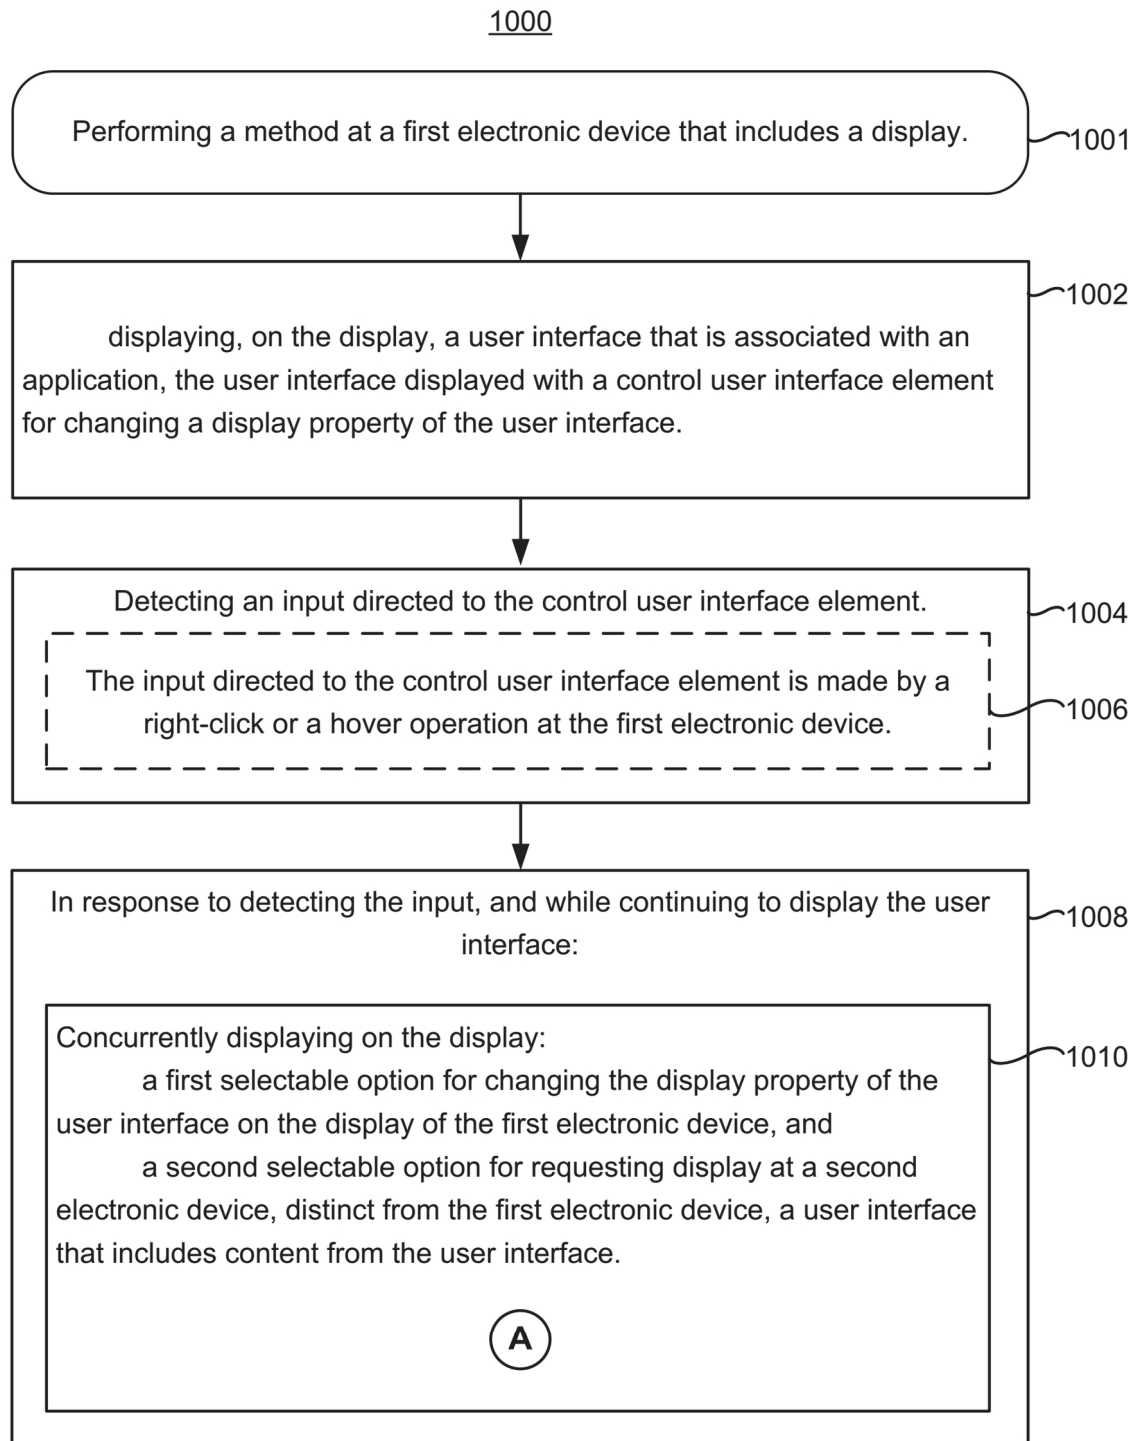 1000
Performing a method at a first electronic device that includes a display.
1001
1002
displaying, on the display, a user interface that is associated with an
application, the user interface displayed with a control user interface element
for changing a display property of the user interface.
Detecting an input directed to the control user interface element.
1004
The input directed to the control user interface element is made by a
right-click or a hover operation at the first electronic device.
1006
In response to detecting the input, and while continuing to display the user
interface:
1008
Concurrently displaying on the display:
1010
a first selectable option for changing the display property of the
user interface on the display of the first electronic device, and
a second selectable option for requesting display at a second
electronic device, distinct from the first electronic device, a user interface
that includes content from the user interface.
A